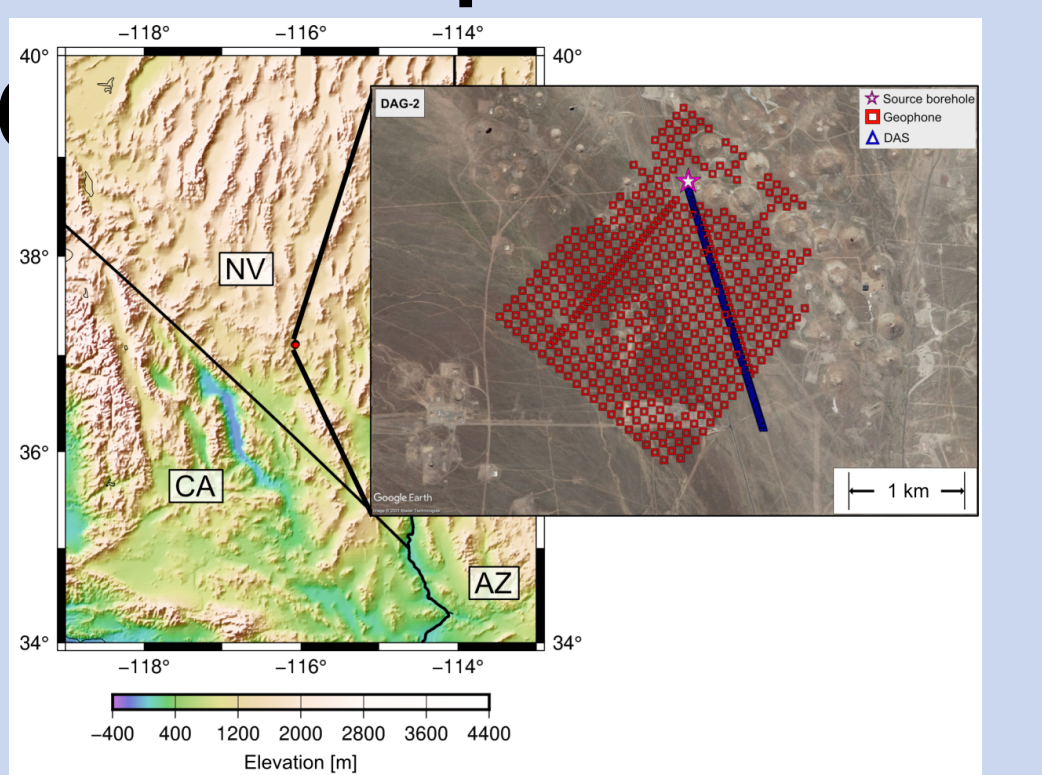 −118° −116° −114°
40° 40°
DAG-2
Source borehole
Geophone
DAS
38°
NV
36°
CA
Google Earth
1 km
AZ
34° 34°
−118° −116° −114°
−400 400 1200 2000 2800 3600 4400
Elevation [m]